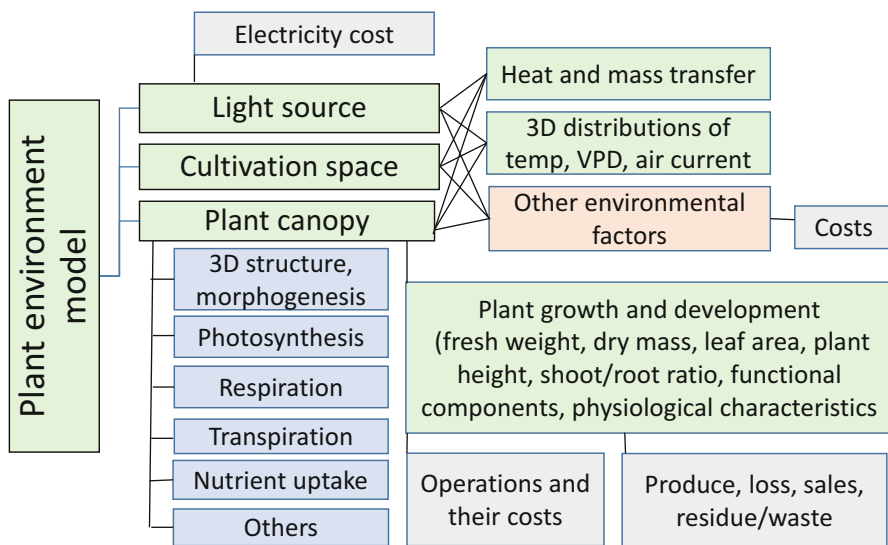 Electricity cost
Plant environment
model
Light source
Cultivation space
Plant canopy
Heat and mass transfer
3D distributions of
temp, VPD, air current
Other environmental
factors
Costs
3D structure,
morphogenesis
Photosynthesis
Respiration
Transpiration
Nutrient uptake
Others
Plant growth and development
(fresh weight, dry mass, leaf area, plant
height, shoot/root ratio, functional
components, physiological characteristics
Operations and
their costs
Produce, loss, sales,
residue/waste